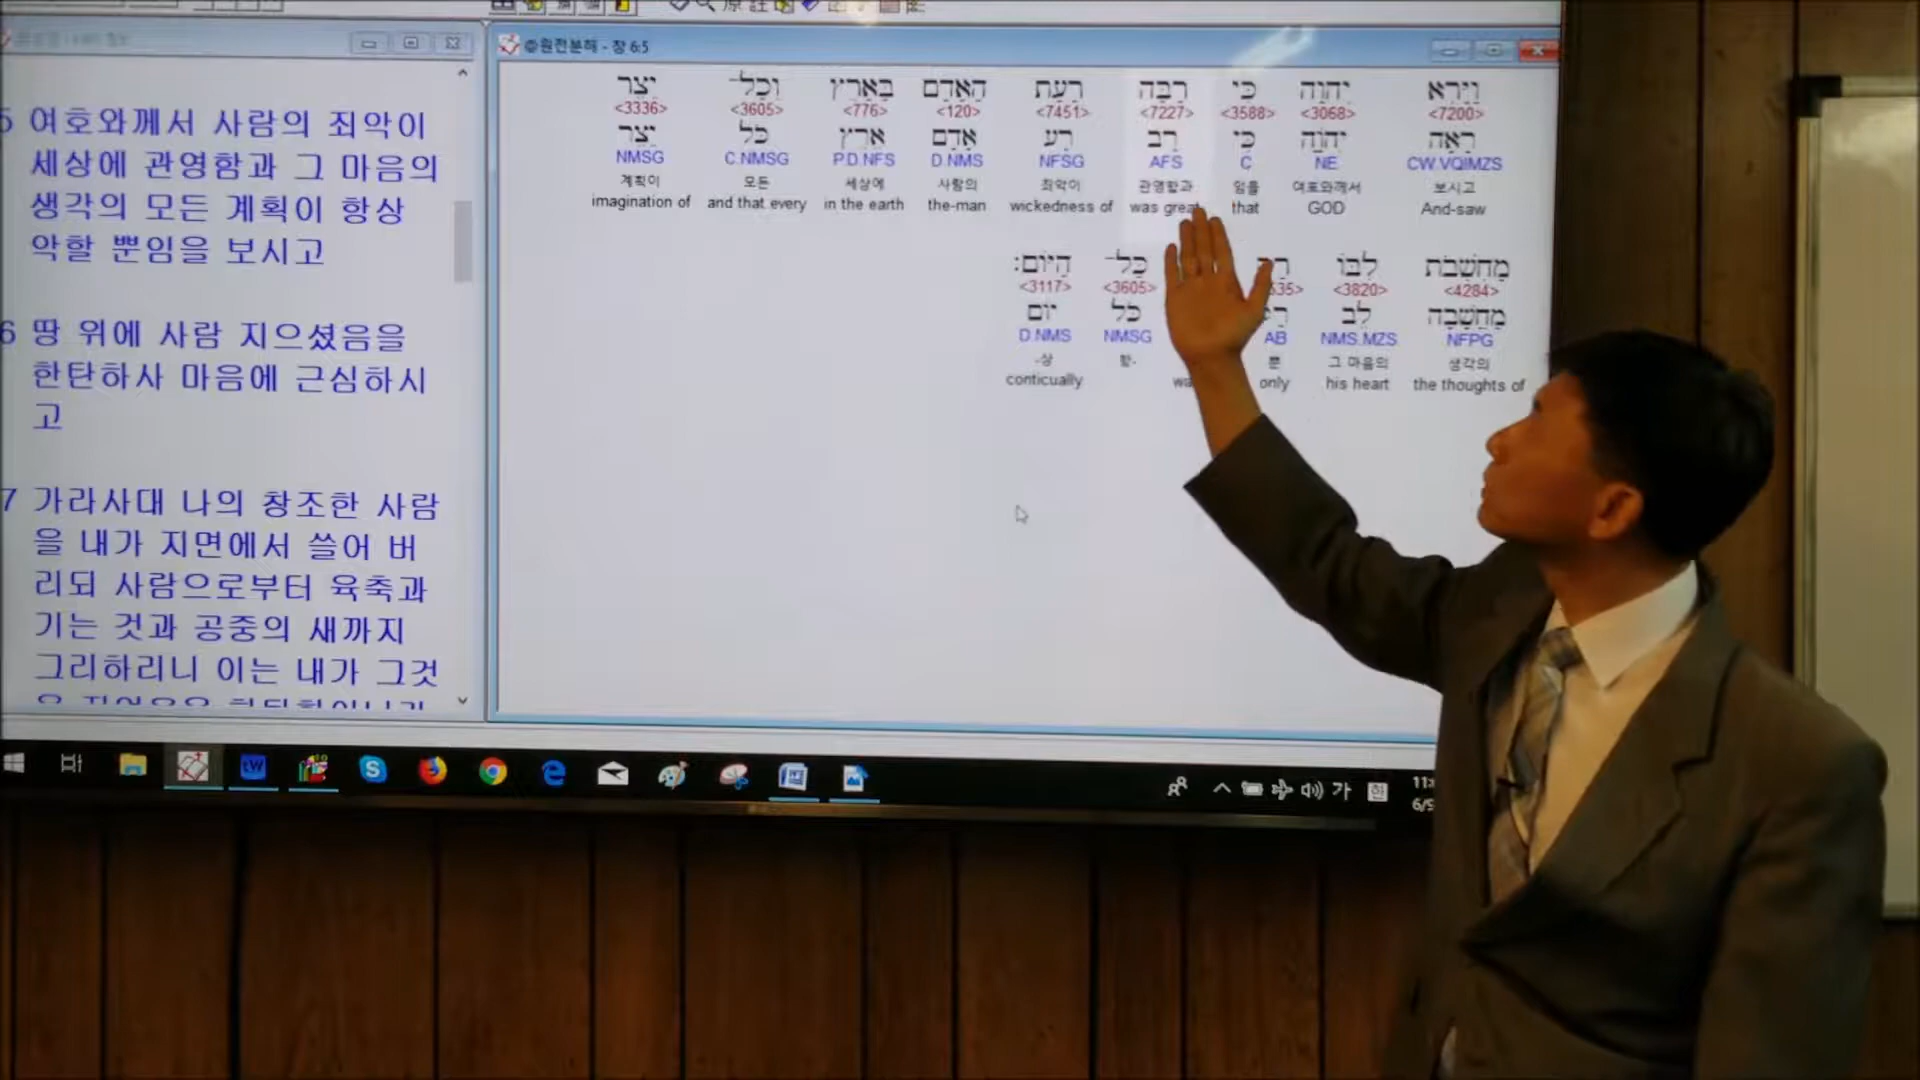 5 여호와께서 사람의 죄악이
세상에 관영함과 그 마음의
생각의 모든 계획이 항상
악할 뿐임을 보시고
6 땅 위에 사람 지으셨음을
한탄하사 마음에 근심하시
고
7 가라사대 나의 창조한 사람
을 내가 지면에서 쓸어 버
리되 사람으로부터 육축과
기는 것과 공중의 새까지
그리하리니 이는 내가 그것
원전분해 - 창 6:5
וַיַּרְא יְהוָה כִּי רַבָּה רָעַת הָאָדָם בָּאָרֶץ וְכָל־ יֵצֶר
<7200> <3068> <3588> <7227> <7451> <120> <776> <3605> <3336>
רָאָה יְהוָה כִּי רַב רַע אָדָם אֶרֶץ כֹּל יֵצֶר
NMSG C.NMSG P.D.NFS D.NMS NFSG AFS C NE CW.VQIMZS
계획이 모든 세상에 사람의 죄악이 관영함과 임을 여호와께서 보시고
imagination of and that every in the earth the-man wickedness of was great that GOD And-saw
מַחְשְׁבֹת לִבּוֹ כָּל־ הַיּוֹם׃
<4284> <3820> <3605> <3117>
מַחֲשָׁבָה לֵב כֹּל יוֹם
D.NMS NMSG AB NMS.MZS NFPG
-상 항- 뿐 그 마음의 생각의
conticually only his heart the thoughts of
가 한